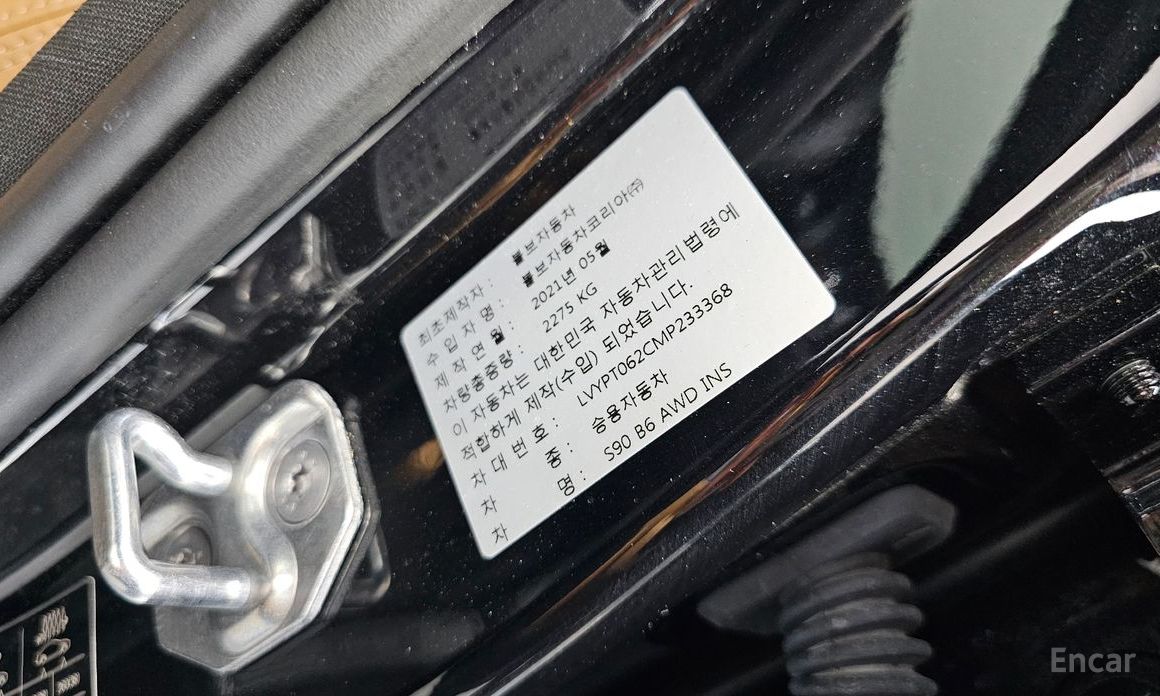 최초제작자 : 볼보자동차
수 입 자 명 : 볼보자동차코리아㈜
제 작 연 월 : 2021년 05월
차량총중량 : 2275 KG
이 자동차는 대한민국 자동차관리법령에
적합하게 제작(수입) 되었습니다.
차 대 번 호 : LVYPT062CMP233368
차 종 : 승용자동차
차 명 : S90 B6 AWD INS
Encar